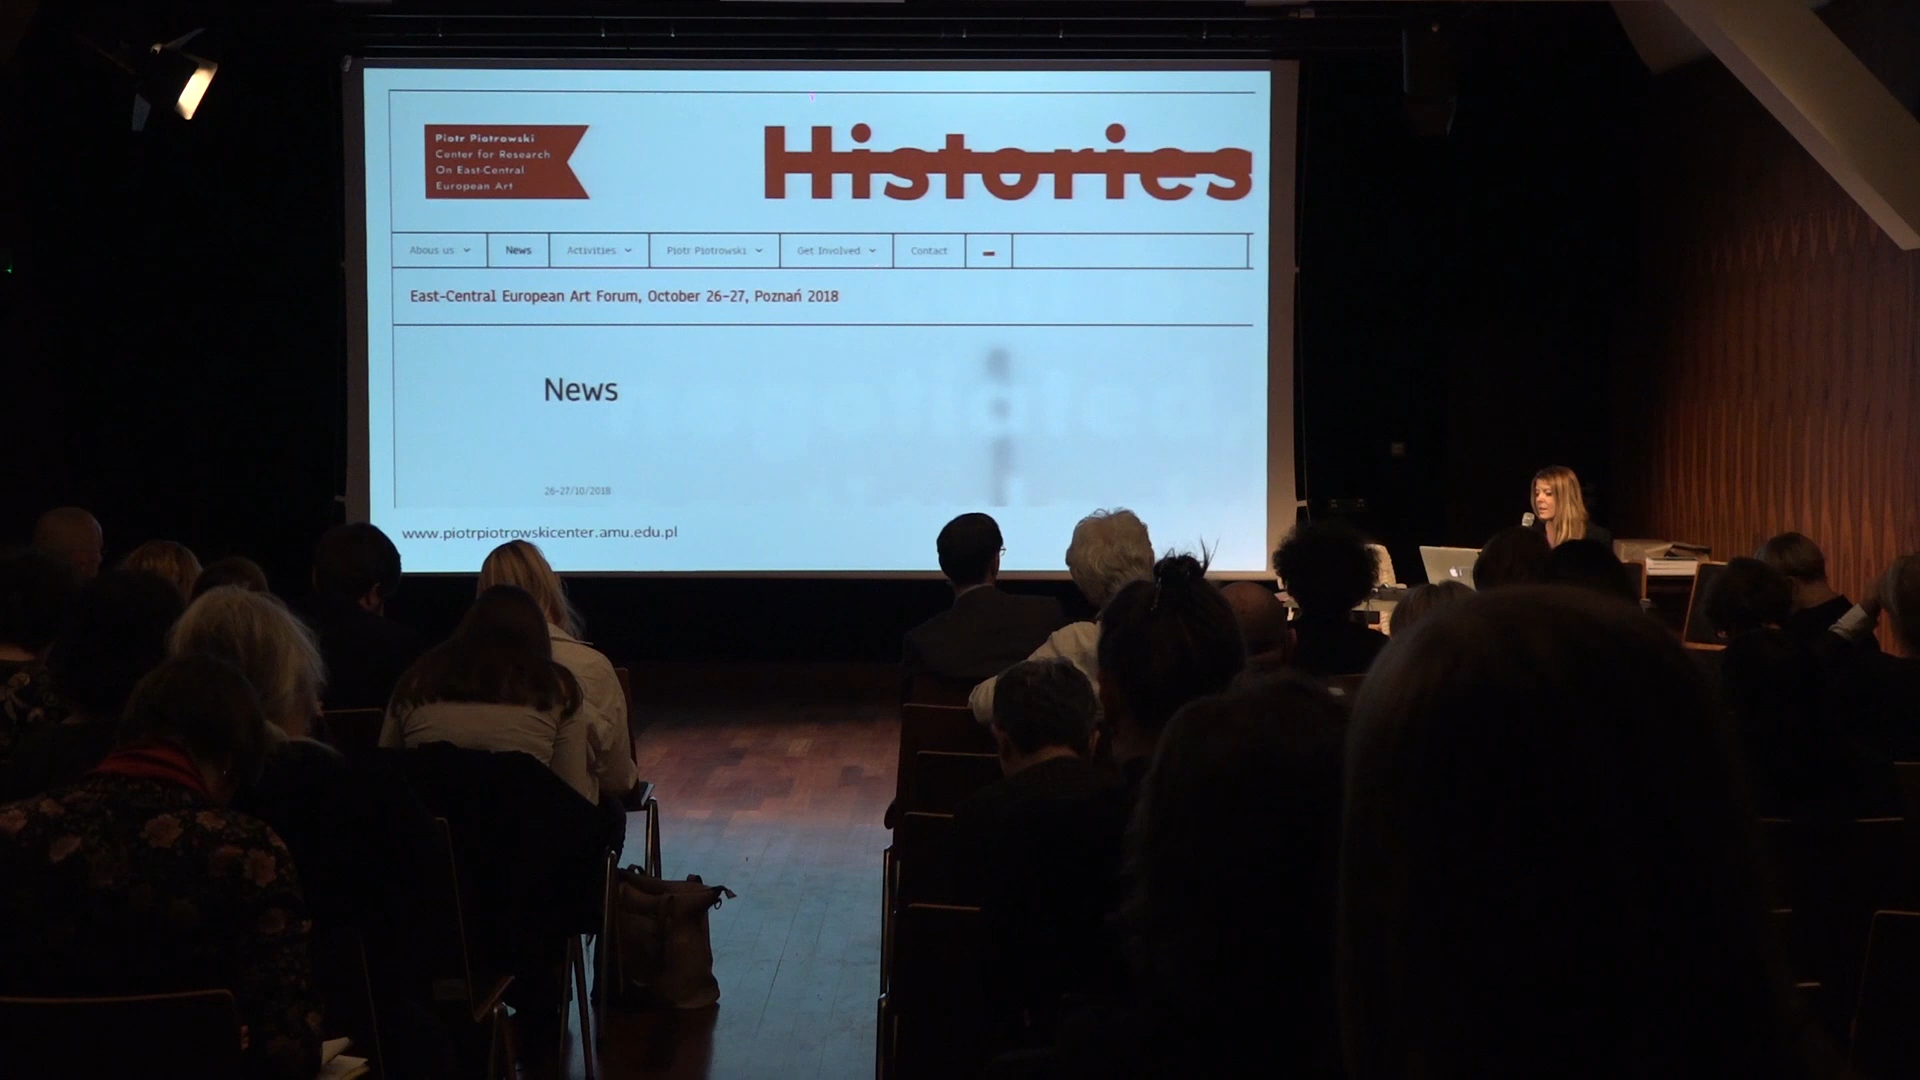 Piotr Piotrowski
Center for Research
On East-Central
European Art
Histories
Abous us
News
Activities
Piotr Piotrowski
Get Involved
Contact
East-Central European Art Forum, October 26-27, Poznań 2018
News
26-27/10/2018
www.piotrpiotrowskicenter.amu.edu.pl